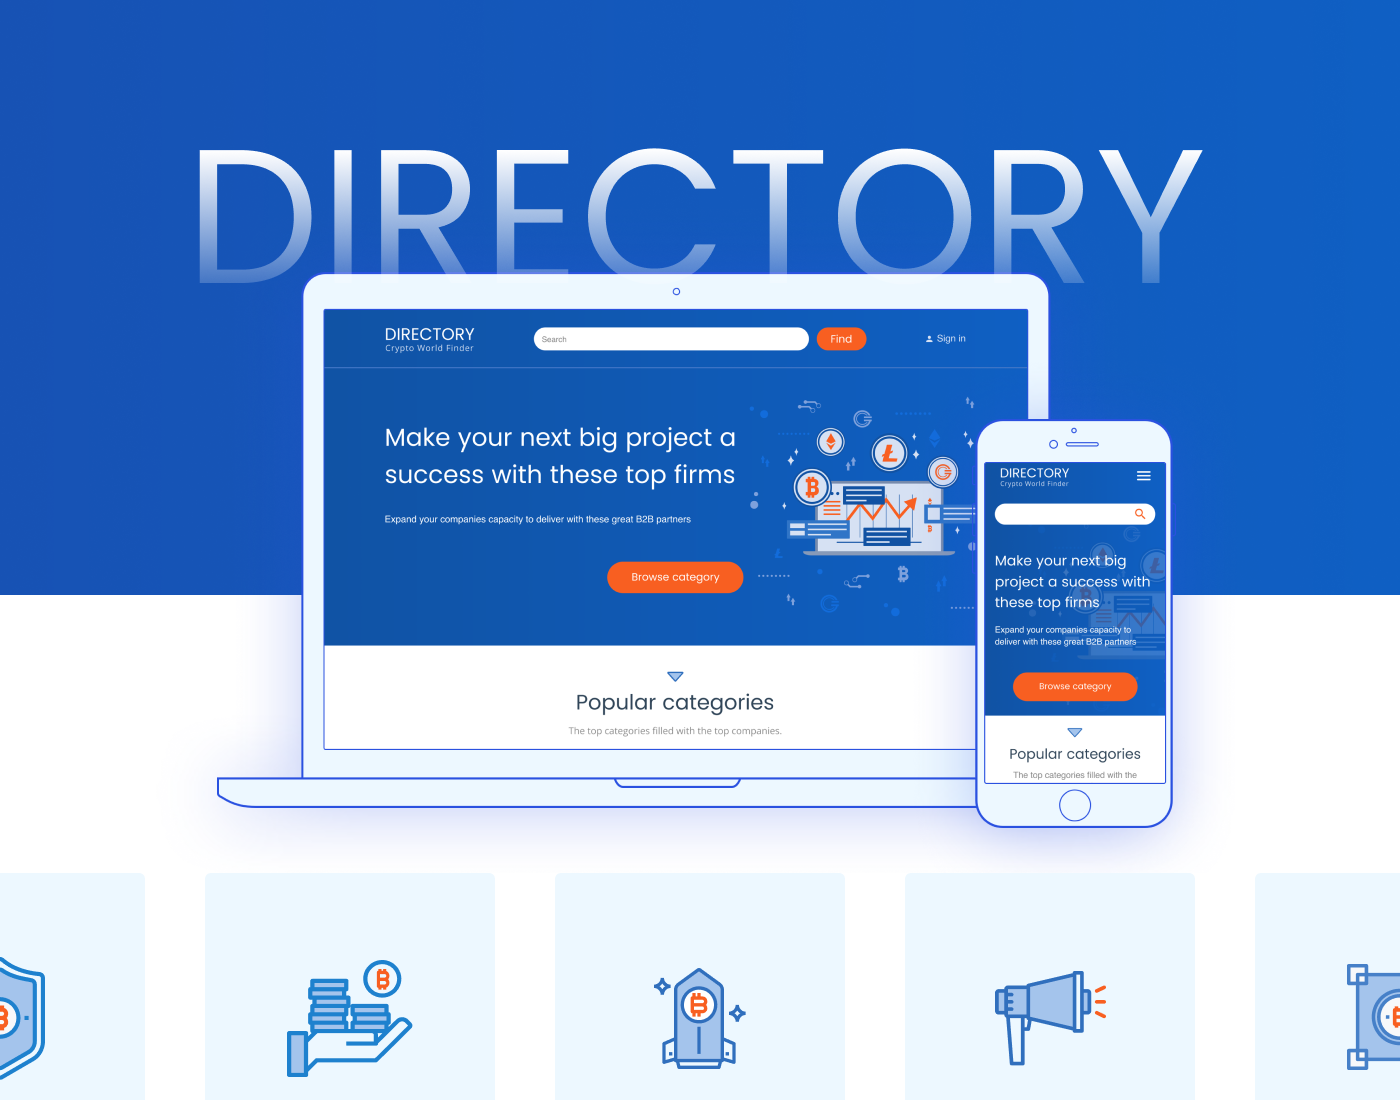 DIRECTORY
DIRECTORY
Crypto World Finder
Search
Find
Sign in
Make your next big project a
success with these top firms
Expand your companies capacity to deliver with these great B2B partners
Browse category
Popular categories
The top categories filled with the top companies.
DIRECTORY
Crypto World Finder
Make your next big
project a success with
these top firms
Expand your companies capacity to
deliver with these great B2B partners
Browse category
Popular categories
The top categories filled with the